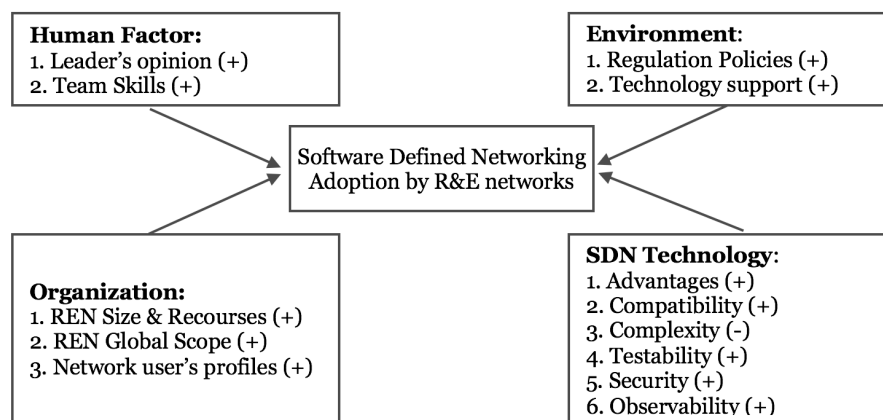 Human Factor:
1. Leader's opinion (+)
2. Team Skills (+)
Environment:
1. Regulation Policies (+)
2. Technology support (+)
Software Defined Networking
Adoption by R&E networks
Organization:
1. REN Size & Recourses (+)
2. REN Global Scope (+)
3. Network user's profiles (+)
SDN Technology:
1. Advantages (+)
2. Compatibility (+)
3. Complexity (-)
4. Testability (+)
5. Security (+)
6. Observability (+)